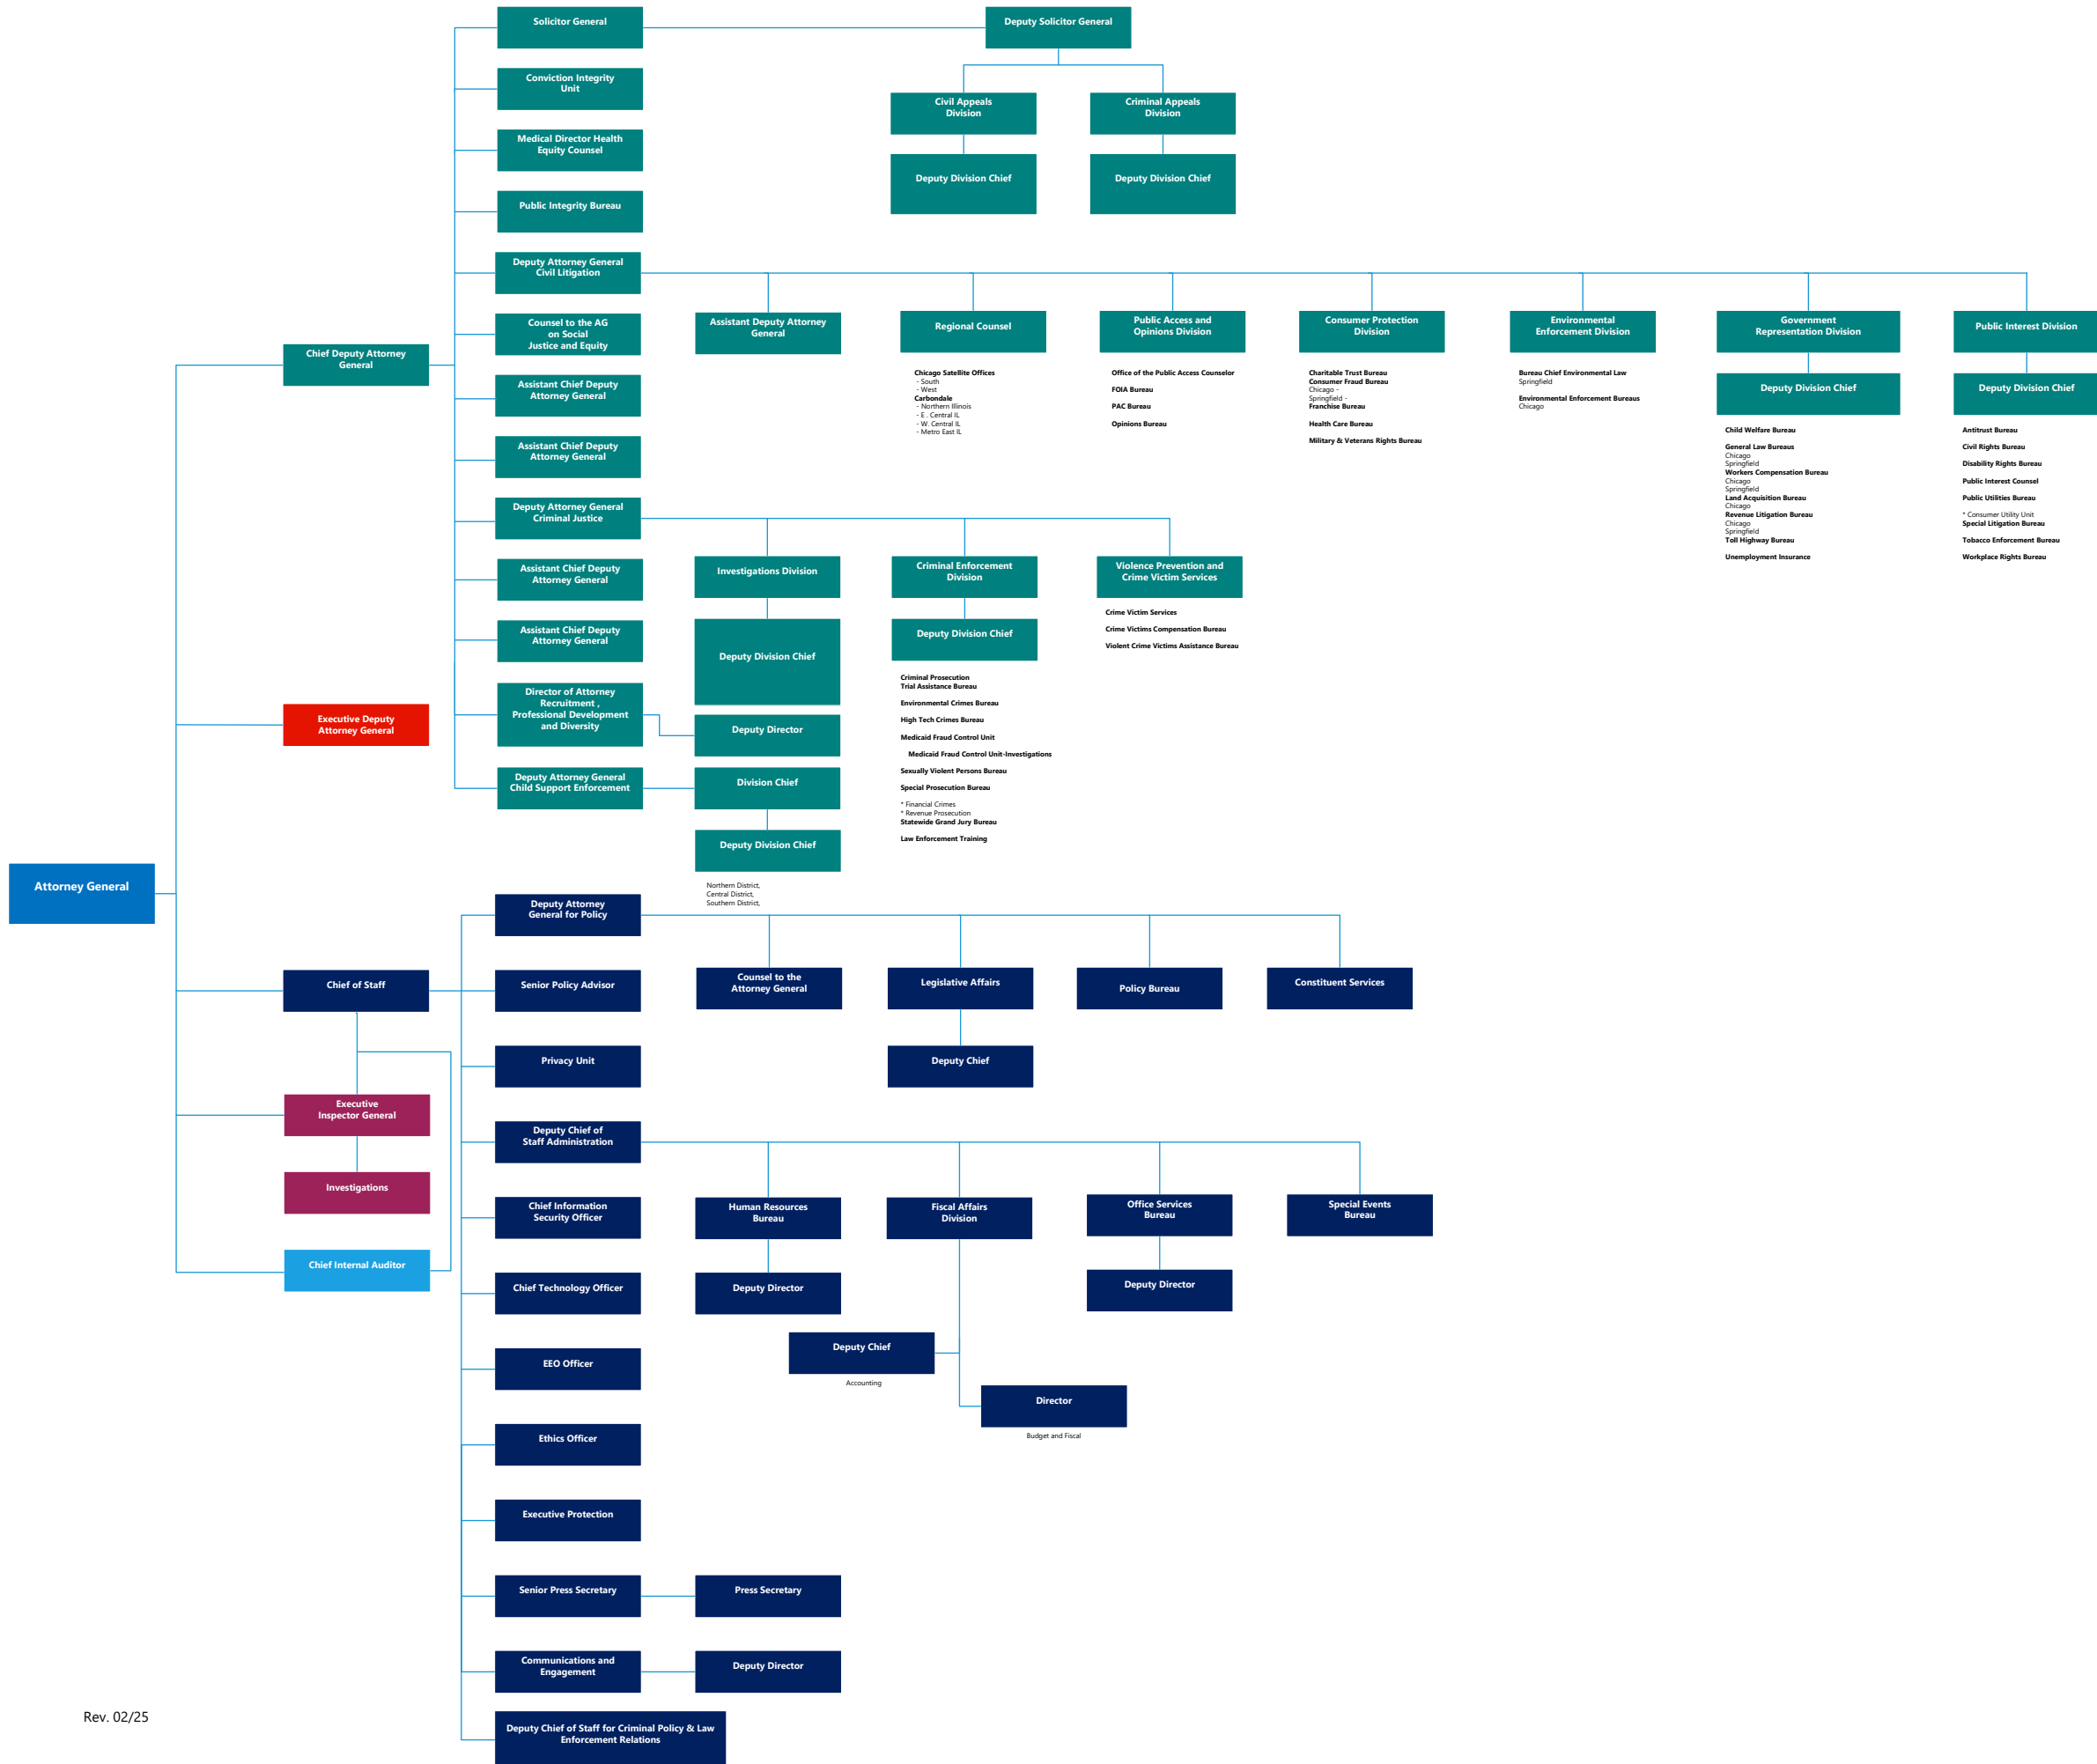 Solicitor General
Deputy Solicitor General
Conviction Integrity
Unit
Civil Appeals
Division
Criminal Appeals
Division
Medical Director Health
Equity Counsel
Deputy Division Chief
Deputy Division Chief
Public Integrity Bureau
Deputy Attorney General
Civil Litigation
Counsel to the AG
on Social
Justice and Equity
Assistant Deputy Attorney
General
Regional Counsel
Chicago Satellite Offices
- South
- West
Carbondale
- Northern Illinois
- E . Central IL
- W. Central IL
- Metro East IL
Public Access and
Opinions Division
Office of the Public Access Counselor
FOIA Bureau
PAC Bureau
Opinions Bureau
Consumer Protection
Division
Charitable Trust Bureau
Consumer Fraud Bureau
Chicago -
Springfield -
Franchise Bureau
Health Care Bureau
Military & Veterans Rights Bureau
Environmental
Enforcement Division
Bureau Chief Environmental Law
Springfield
Environmental Enforcement Bureaus
Chicago
Government
Representation Division
Deputy Division Chief
Child Welfare Bureau
General Law Bureaus
Chicago
Springfield
Workers Compensation Bureau
Chicago
Springfield
Land Acquisition Bureau
Chicago
Revenue Litigation Bureau
Chicago
Springfield
Toll Highway Bureau
Unemployment Insurance
Public Interest Division
Deputy Division Chief
Antitrust Bureau
Civil Rights Bureau
Disability Rights Bureau
Public Interest Counsel
Public Utilities Bureau
* Consumer Utility Unit
Special Litigation Bureau
Tobacco Enforcement Bureau
Workplace Rights Bureau
Chief Deputy Attorney
General
Assistant Chief Deputy
Attorney General
Assistant Chief Deputy
Attorney General
Deputy Attorney General
Criminal Justice
Assistant Chief Deputy
Attorney General
Assistant Chief Deputy
Attorney General
Investigations Division
Deputy Division Chief
Criminal Enforcement
Division
Deputy Division Chief
Criminal Prosecution
Trial Assistance Bureau
Environmental Crimes Bureau
High Tech Crimes Bureau
Medicaid Fraud Control Unit
Medicaid Fraud Control Unit-Investigations
Sexually Violent Persons Bureau
Special Prosecution Bureau
* Financial Crimes
* Revenue Prosecution
Statewide Grand Jury Bureau
Law Enforcement Training
Violence Prevention and
Crime Victim Services
Crime Victim Services
Crime Victims Compensation Bureau
Violent Crime Victims Assistance Bureau
Director of Attorney
Recruitment ,
Professional Development
and Diversity
Deputy Director
Executive Deputy
Attorney General
Deputy Attorney General
Child Support Enforcement
Division Chief
Deputy Division Chief
Northern District,
Central District,
Southern District,
Attorney General
Deputy Attorney
General for Policy
Chief of Staff
Senior Policy Advisor
Counsel to the
Attorney General
Legislative Affairs
Policy Bureau
Constituent Services
Privacy Unit
Deputy Chief
Executive
Inspector General
Deputy Chief of
Staff Administration
Investigations
Chief Information
Security Officer
Human Resources
Bureau
Fiscal Affairs
Division
Office Services
Bureau
Special Events
Bureau
Chief Internal Auditor
Chief Technology Officer
Deputy Director
Deputy Director
EEO Officer
Deputy Chief
Accounting
Director
Budget and Fiscal
Ethics Officer
Executive Protection
Senior Press Secretary
Press Secretary
Communications and
Engagement
Deputy Director
Rev. 02/25
Deputy Chief of Staff for Criminal Policy & Law
Enforcement Relations